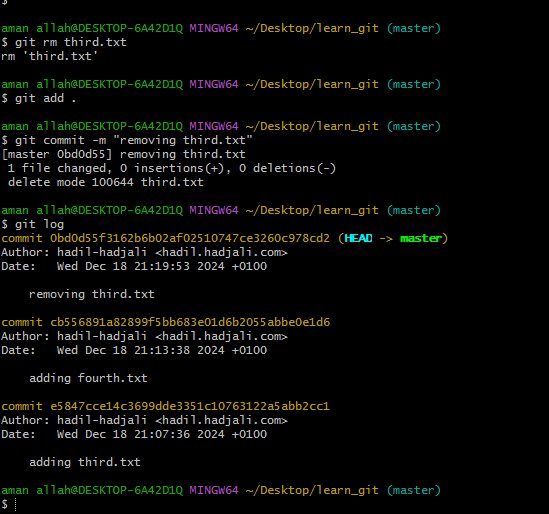 $
aman allah@DESKTOP-6A42D1Q MINGW64 ~/Desktop/learn_git (master)
$ git rm third.txt
rm 'third.txt'
aman allah@DESKTOP-6A42D1Q MINGW64 ~/Desktop/learn_git (master)
$ git add .
aman allah@DESKTOP-6A42D1Q MINGW64 ~/Desktop/learn_git (master)
$ git commit -m "removing third.txt"
[master 0bd0d55] removing third.txt
 1 file changed, 0 insertions(+), 0 deletions(-)
 delete mode 100644 third.txt
aman allah@DESKTOP-6A42D1Q MINGW64 ~/Desktop/learn_git (master)
$ git log
commit 0bd0d55f3162b6b02af02510747ce3260c978cd2 (HEAD -> master)
Author: hadil-hadjali <hadil.hadjali.com>
Date:   Wed Dec 18 21:19:53 2024 +0100
    removing third.txt
commit cb556891a82899f5bb683e01d6b2055abbe0e1d6
Author: hadil-hadjali <hadil.hadjali.com>
Date:   Wed Dec 18 21:13:38 2024 +0100
    adding fourth.txt
commit e5847cce14c3699dde3351c10763122a5abb2cc1
Author: hadil-hadjali <hadil.hadjali.com>
Date:   Wed Dec 18 21:07:36 2024 +0100
    adding third.txt
aman allah@DESKTOP-6A42D1Q MINGW64 ~/Desktop/learn_git (master)
$